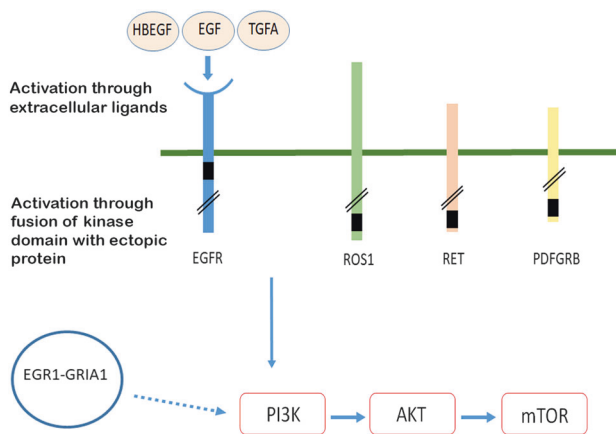 HBEGF
EGF
TGFA
Activation through
extracellular ligands
Activation through
fusion of kinase
domain with ectopic
protein
EGFR
ROS1
RET
PDFGRB
EGR1-GRIA1
PI3K
AKT
mTOR